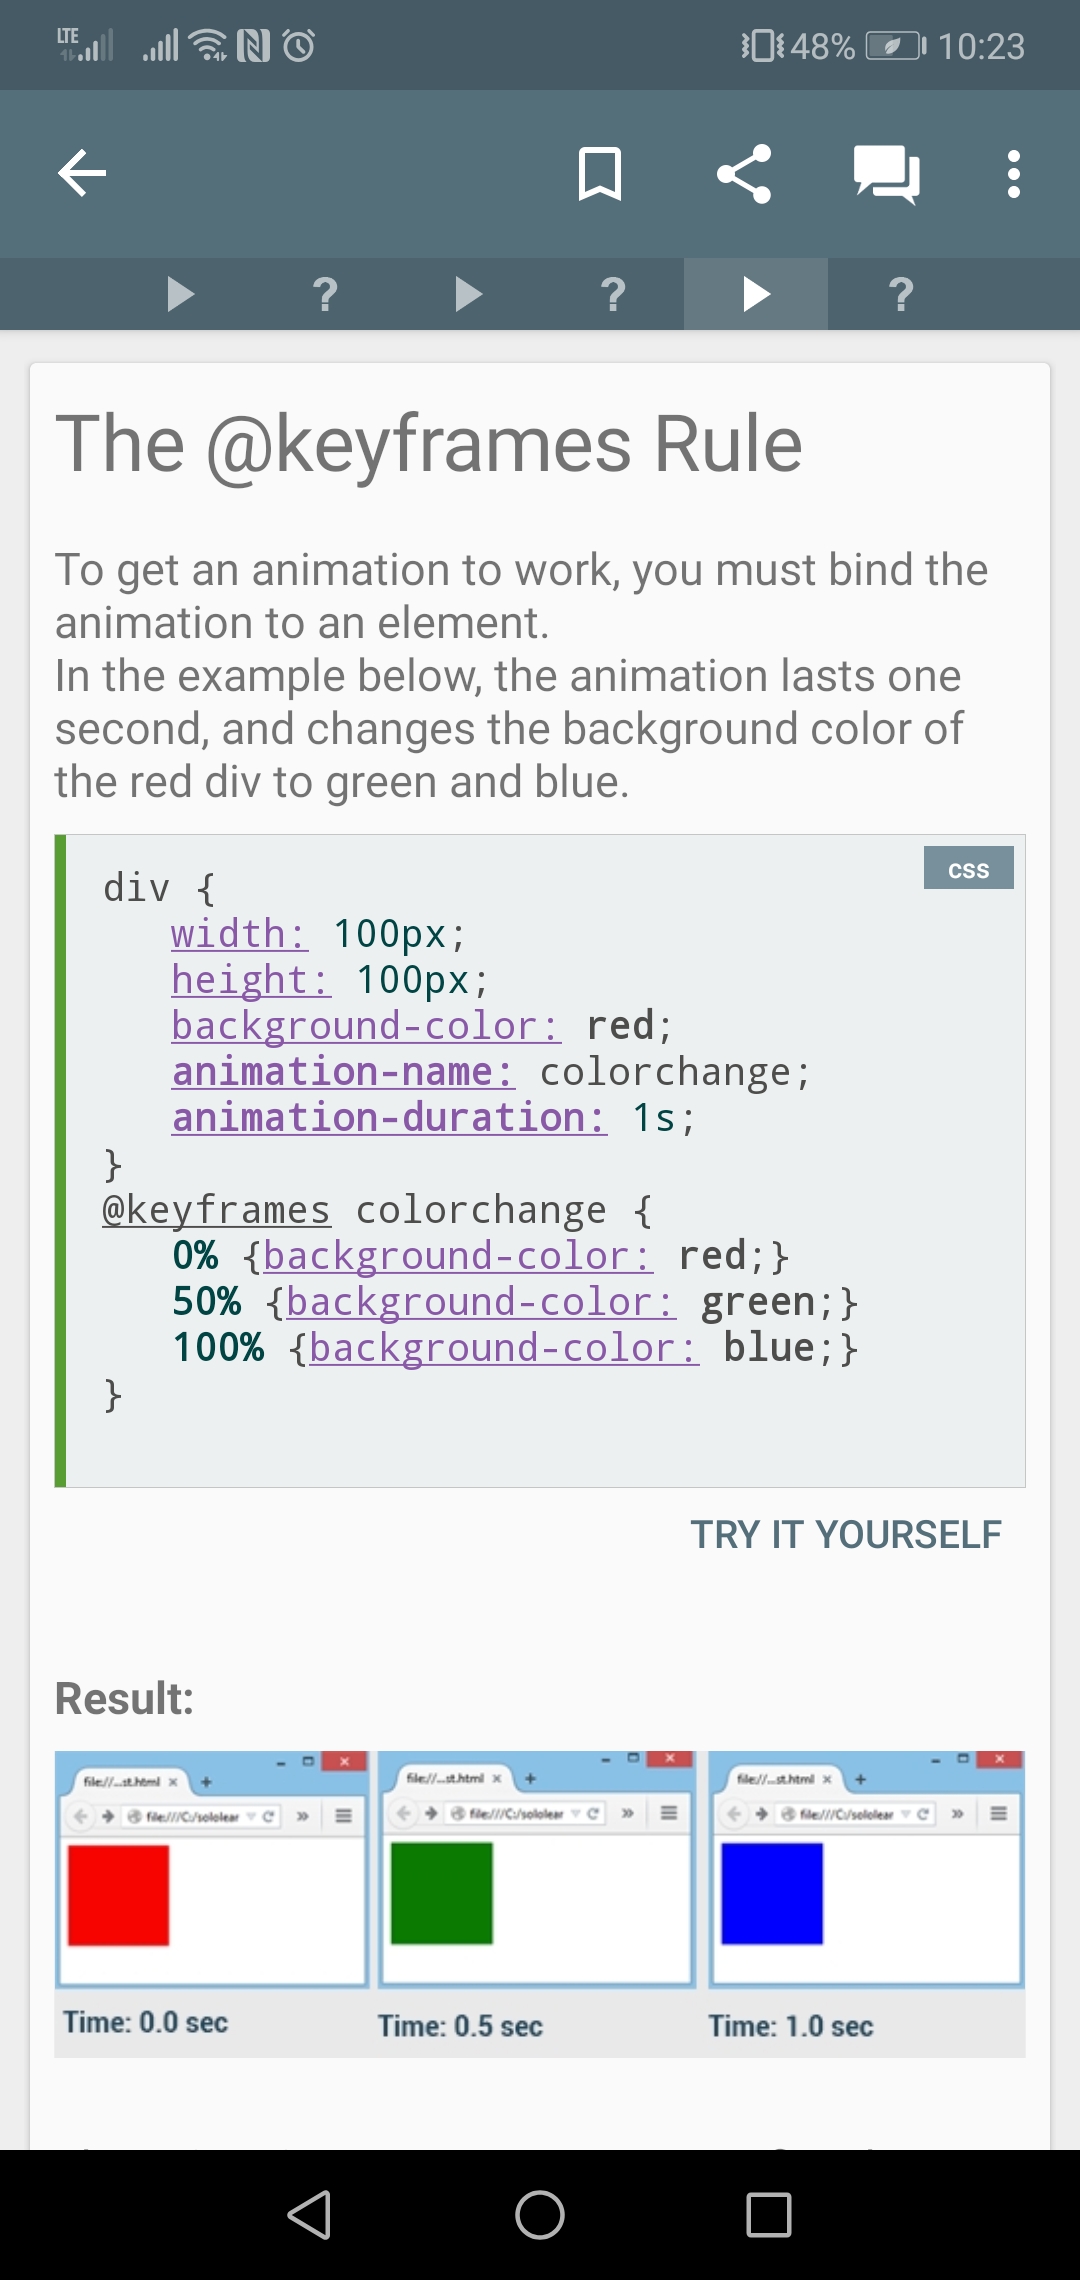 LTE
48%
10:23
?
?
?
The @keyframes Rule
To get an animation to work, you must bind the
animation to an element.
In the example below, the animation lasts one
second, and changes the background color of
the red div to green and blue.
css
div {
width: 100px;
height: 100px;
background-color: red;
animation-name: colorchange;
animation-duration: 1s;
}
@keyframes colorchange {
0% {background-color: red;}
50% {background-color: green;}
100% {background-color: blue;}
}
TRY IT YOURSELF
Result:
file://...st.html × +
file:///C:/sololear
file://...st.html × +
file:///C:/sololear
file://...st.html × +
file:///C:/sololear
Time: 0.0 sec
Time: 0.5 sec
Time: 1.0 sec